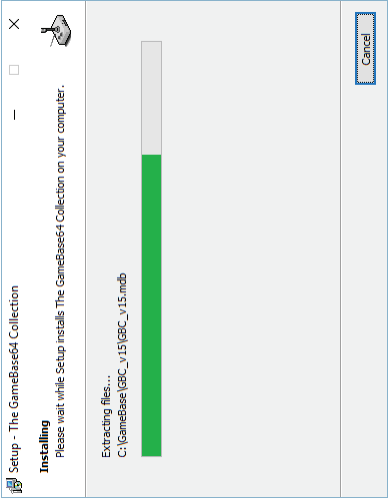 Setup - The GameBase64 Collection
Installing
Please wait while Setup installs The GameBase64 Collection on your computer.
Extracting files...
C:\GameBase\GBC_v15\GBC_v15.mdb
Cancel